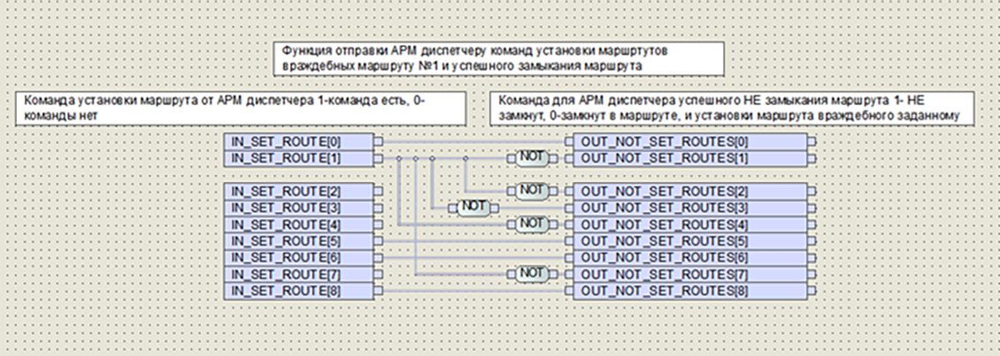 Функция отправки АРМ диспетчеру команд установки маршртутов
враждебных маршруту №1 и успешного замыкания маршрута
Команда установки маршрута от АРМ диспетчера 1-команда есть, 0-
команды нет
Команда для АРМ диспетчера успешного НЕ замыкания маршрута 1- НЕ
замкнут, 0-замкнут в маршруте, и установки маршрута враждебного заданному
IN_SET_ROUTE[0]
OUT_NOT_SET_ROUTES[0]
IN_SET_ROUTE[1]
NOT
OUT_NOT_SET_ROUTES[1]
IN_SET_ROUTE[2]
NOT
OUT_NOT_SET_ROUTES[2]
IN_SET_ROUTE[3]
NOT
OUT_NOT_SET_ROUTES[3]
IN_SET_ROUTE[4]
NOT
OUT_NOT_SET_ROUTES[4]
IN_SET_ROUTE[5]
OUT_NOT_SET_ROUTES[5]
IN_SET_ROUTE[6]
OUT_NOT_SET_ROUTES[6]
IN_SET_ROUTE[7]
NOT
OUT_NOT_SET_ROUTES[7]
IN_SET_ROUTE[8]
OUT_NOT_SET_ROUTES[8]